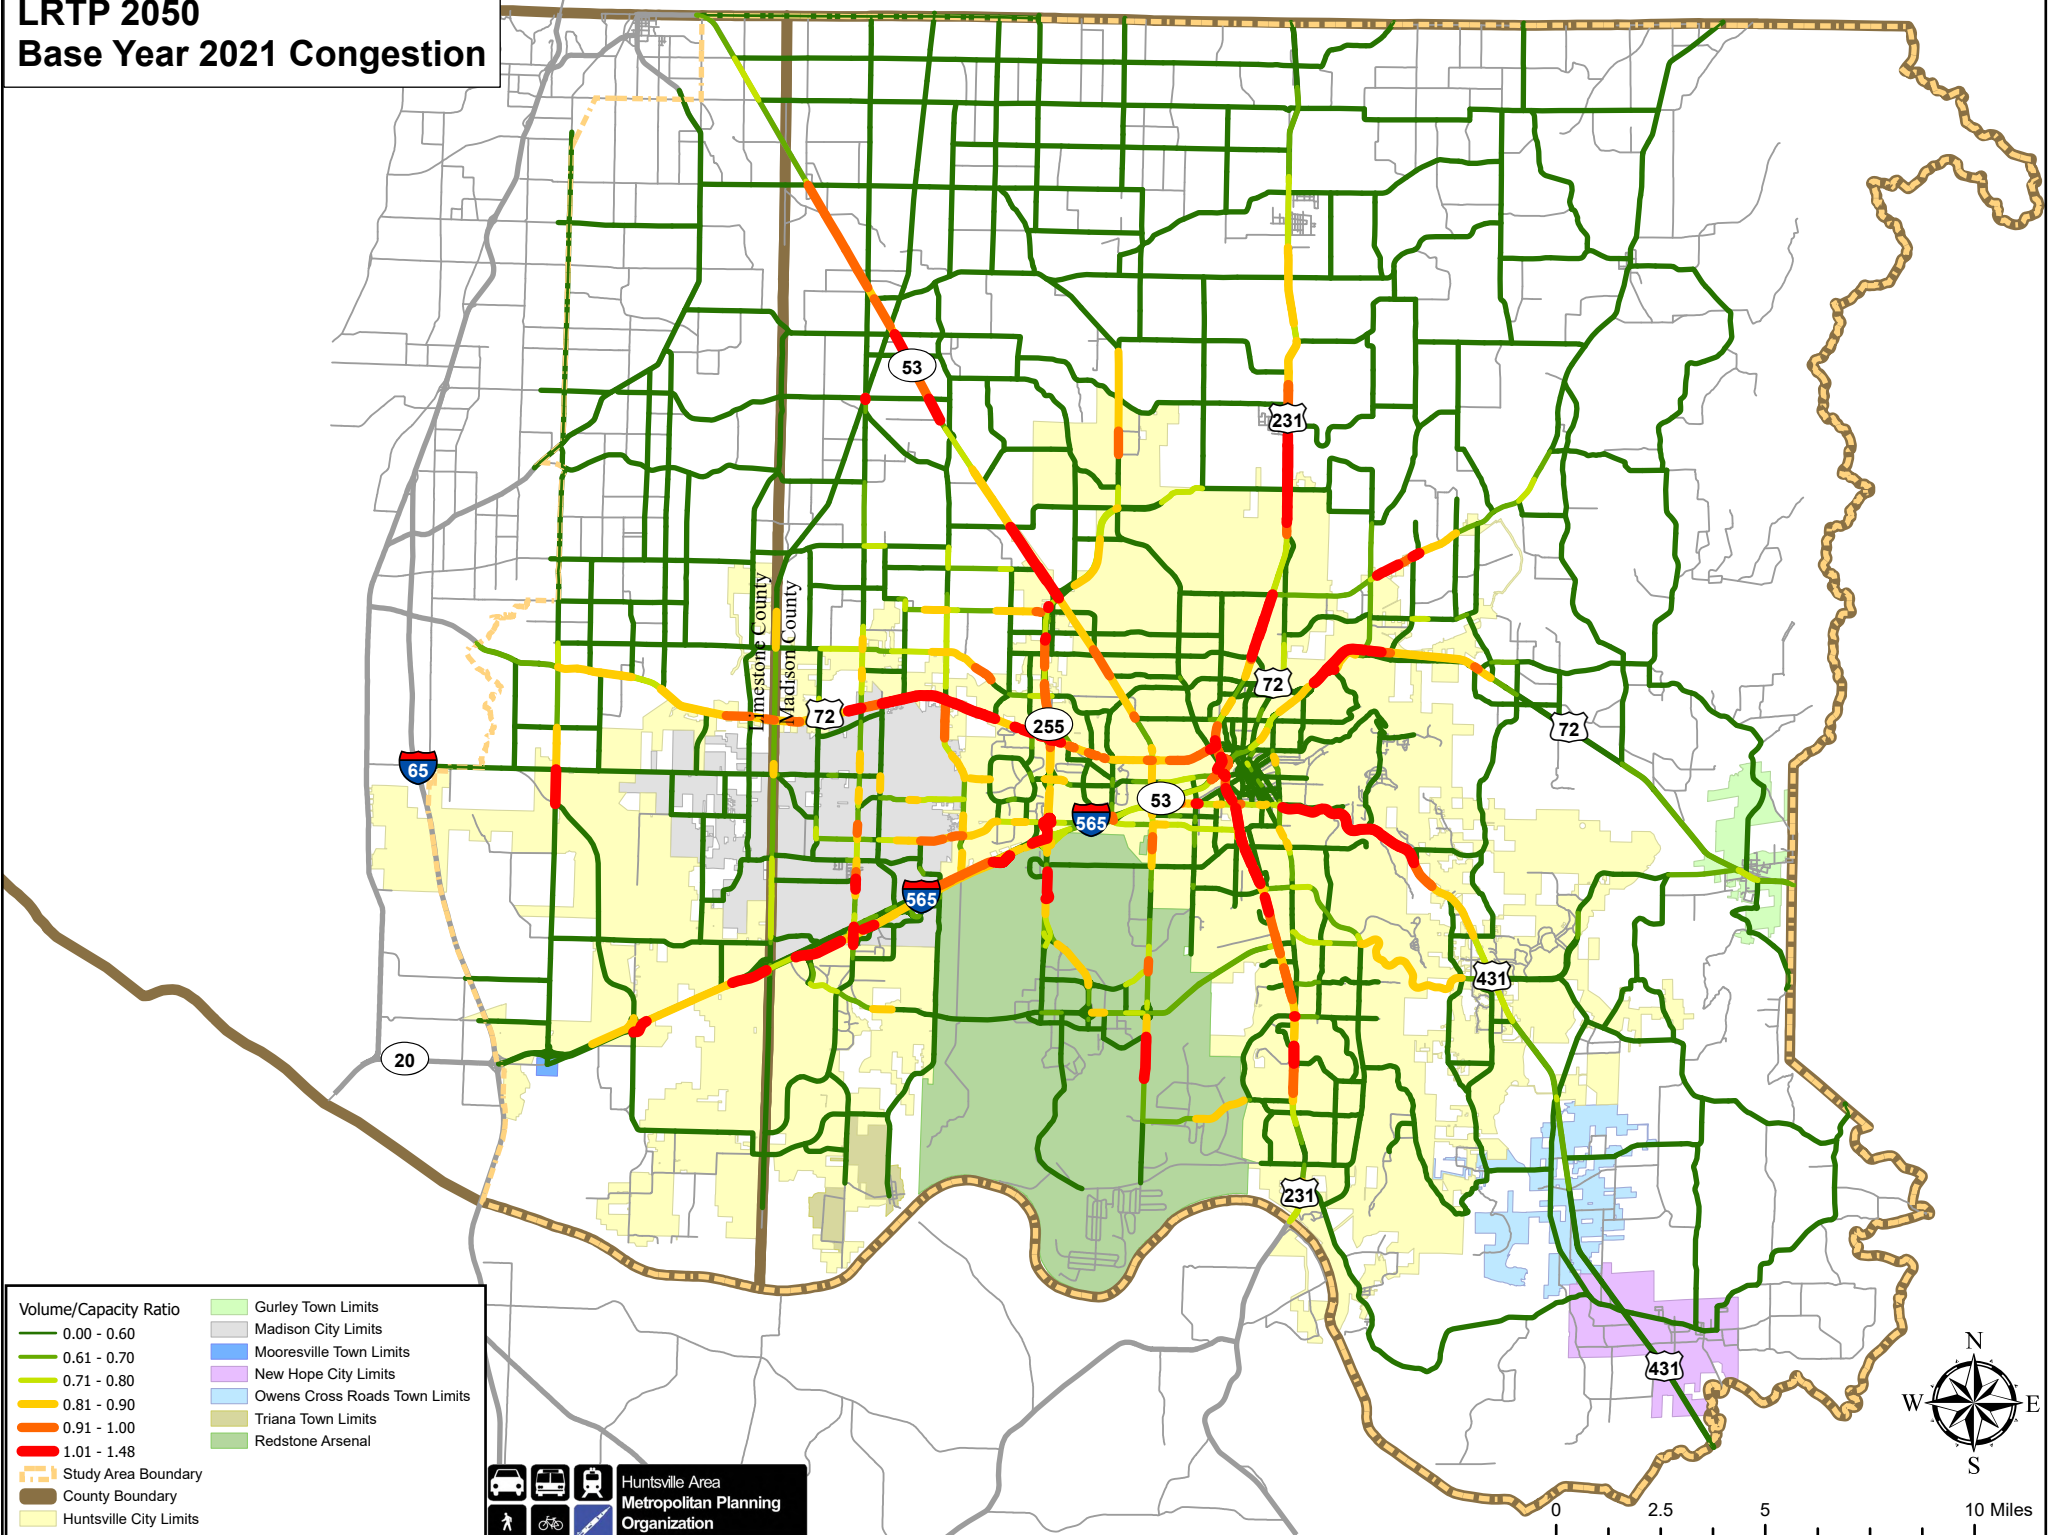 LRTP 2050
Base Year 2021 Congestion
53
231
Limestone County
Madison County
72
72
255
72
65
53
565
565
431
20
231
431
Volume/Capacity Ratio
0.00 - 0.60
0.61 - 0.70
0.71 - 0.80
0.81 - 0.90
0.91 - 1.00
1.01 - 1.48
Study Area Boundary
County Boundary
Huntsville City Limits
Gurley Town Limits
Madison City Limits
Mooresville Town Limits
New Hope City Limits
Owens Cross Roads Town Limits
Triana Town Limits
Redstone Arsenal
Huntsville Area
Metropolitan Planning
Organization
N
W
E
S
0 2.5 5 10 Miles